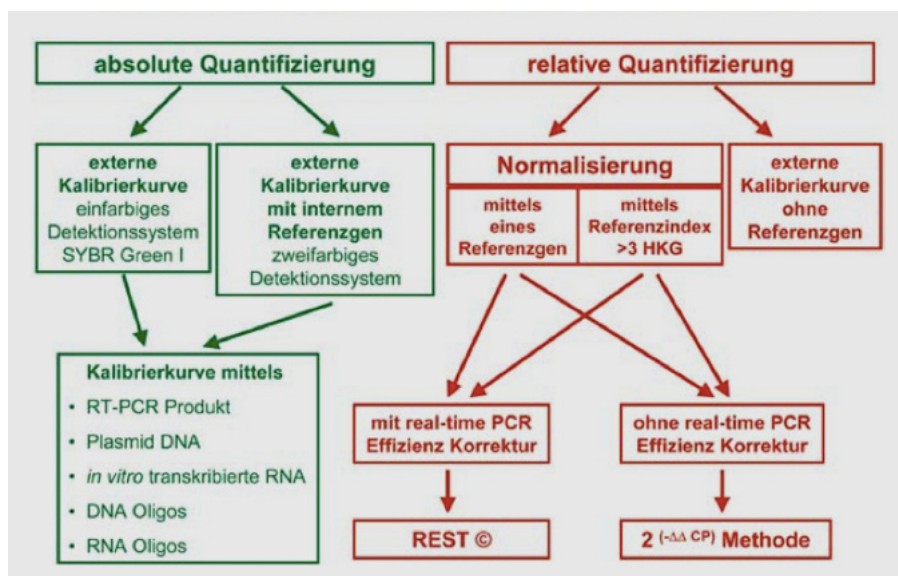 absolute Quantifizierung
relative Quantifizierung
externe
Kalibrierkurve
einfarbiges
Detektionssystem
SYBR Green I
externe
Kalibrierkurve
mit internem
Referenzgen
zweifarbiges
Detektionssystem
Normalisierung
mittels
eines
Referenzgen
mittels
Referenzindex
>3 HKG
externe
Kalibrierkurve
ohne
Referenzgen
Kalibrierkurve mittels
• RT-PCR Produkt
• Plasmid DNA
• in vitro transkribierte RNA
• DNA Oligos
• RNA Oligos
mit real-time PCR
Effizienz Korrektur
ohne real-time PCR
Effizienz Korrektur
REST ©
2 (-ΔΔ CP) Methode